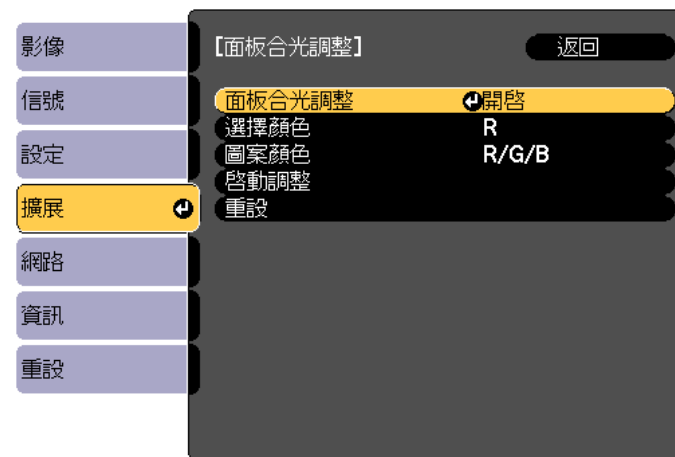 影像
信號
設定
擴展
網路
資訊
重設
[面板合光調整] 返回
面板合光調整 開啓
選擇顏色 R
圖案顏色 R/G/B
啓動調整
重設